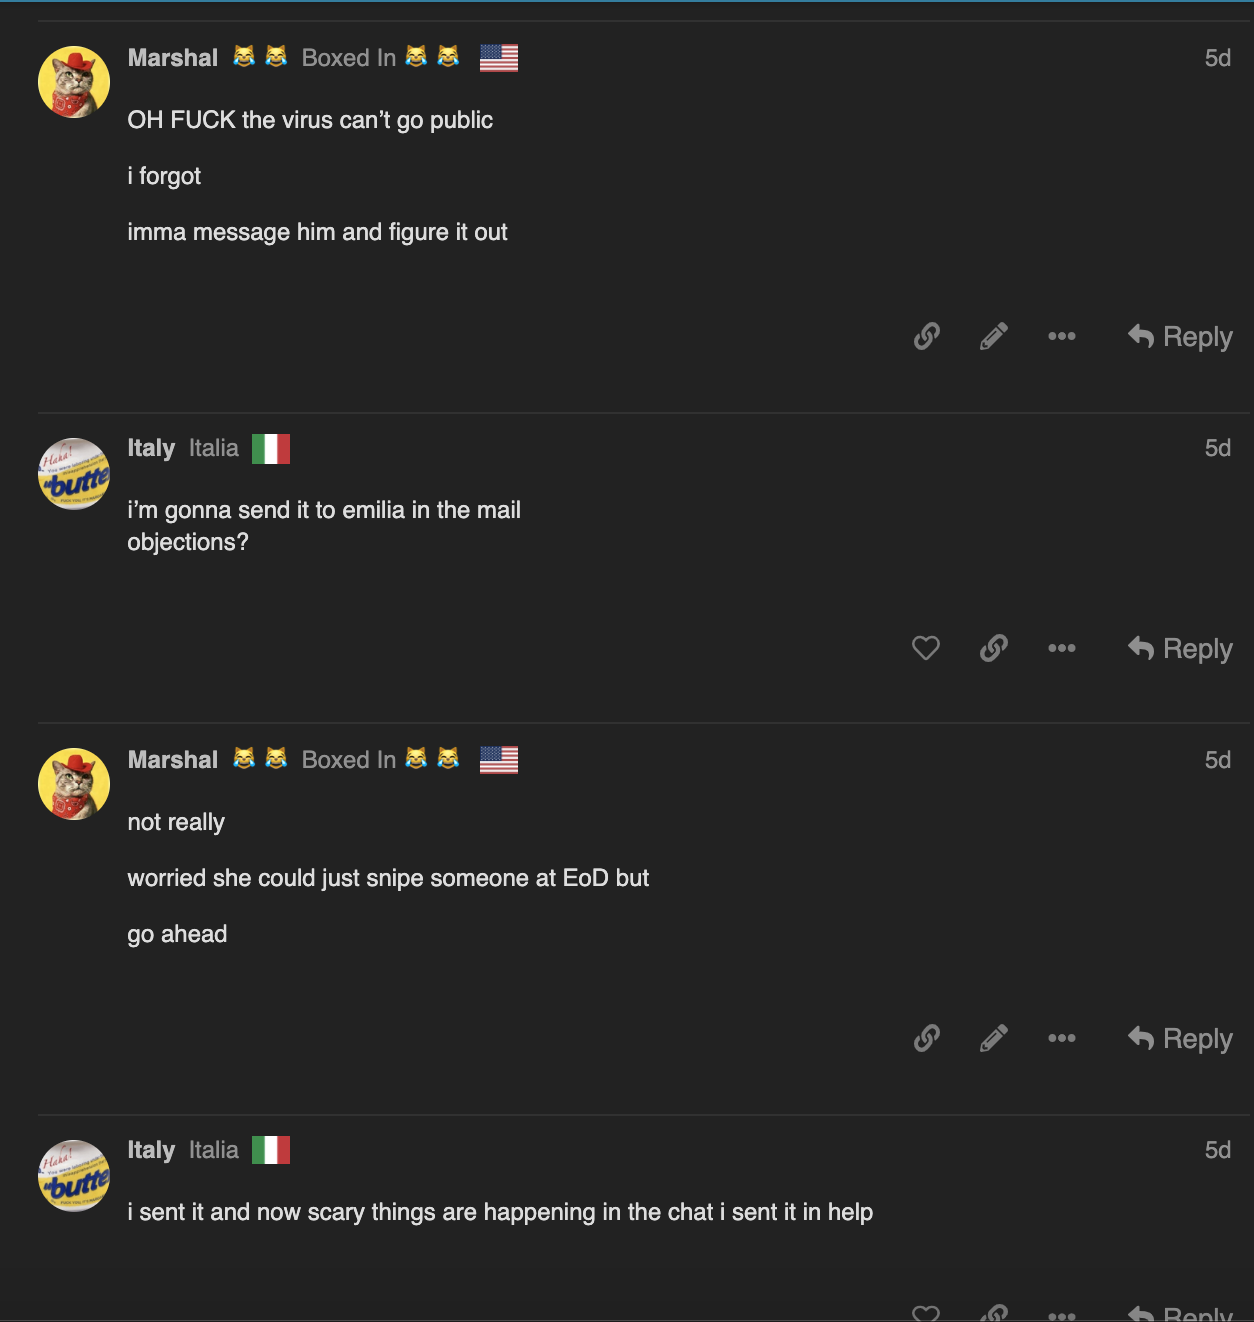 Marshal 😹 😹 Boxed In 😹 😹 🇺🇸 5d
OH FUCK the virus can’t go public
i forgot
imma message him and figure it out
Reply
Italy Italia 🇮🇹 5d
i’m gonna send it to emilia in the mail
objections?
Reply
Marshal 😹 😹 Boxed In 😹 😹 🇺🇸 5d
not really
worried she could just snipe someone at EoD but
go ahead
Reply
Italy Italia 🇮🇹 5d
i sent it and now scary things are happening in the chat i sent it in help
Reply